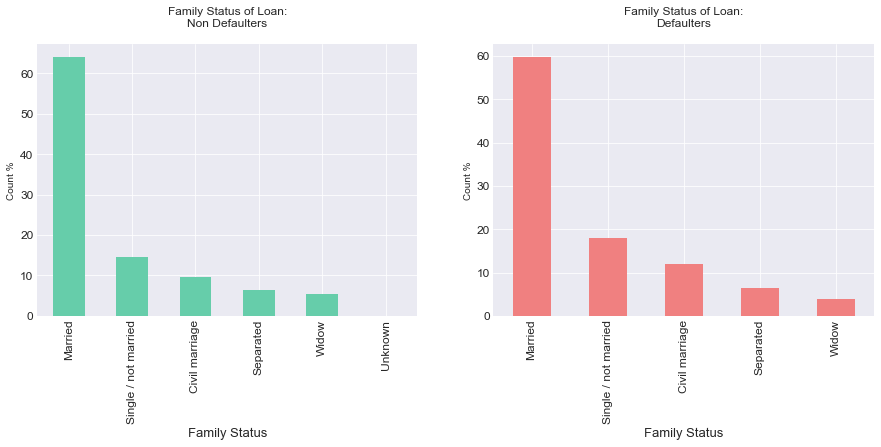 Family Status of Loan:
Non Defaulters
Count %
60
50
40
30
20
10
0
Married
Single / not married
Civil marriage
Separated
Widow
Unknown
Family Status
Family Status of Loan:
Defaulters
Count %
60
50
40
30
20
10
0
Married
Single / not married
Civil marriage
Separated
Widow
Family Status